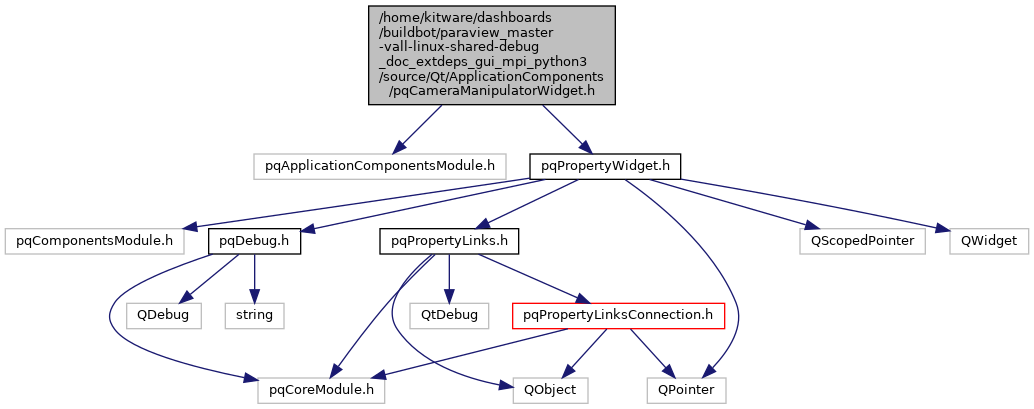 /home/kitware/dashboards
/buildbot/paraview_master
-vall-linux-shared-debug
_doc_extdeps_gui_mpi_python3
/source/Qt/ApplicationComponents
/pqCameraManipulatorWidget.h
pqApplicationComponentsModule.h
pqPropertyWidget.h
pqComponentsModule.h
pqDebug.h
pqPropertyLinks.h
QScopedPointer
QWidget
QDebug
string
QtDebug
pqPropertyLinksConnection.h
pqCoreModule.h
QObject
QPointer